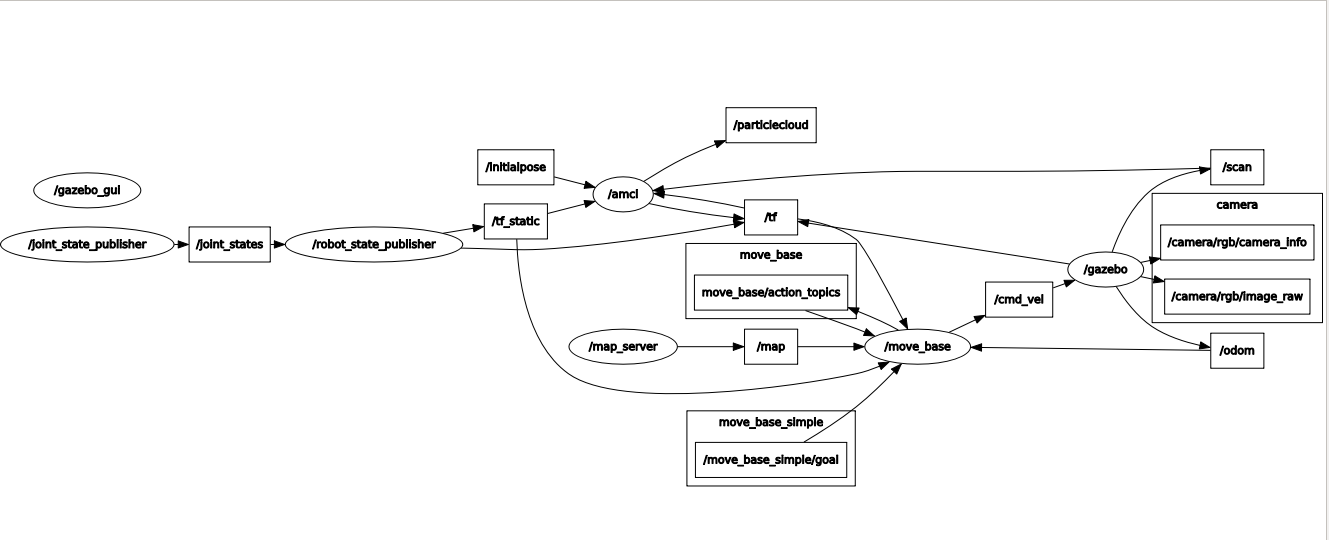 /particlecloud
/initialpose
/scan
/gazebo_gui
/amcl
camera
/tf_static
/tf
/joint_state_publisher
/joint_states
/robot_state_publisher
/camera/rgb/camera_info
move_base
/gazebo
move_base/action_topics
/cmd_vel
/camera/rgb/image_raw
/map_server
/map
/move_base
/odom
move_base_simple
/move_base_simple/goal